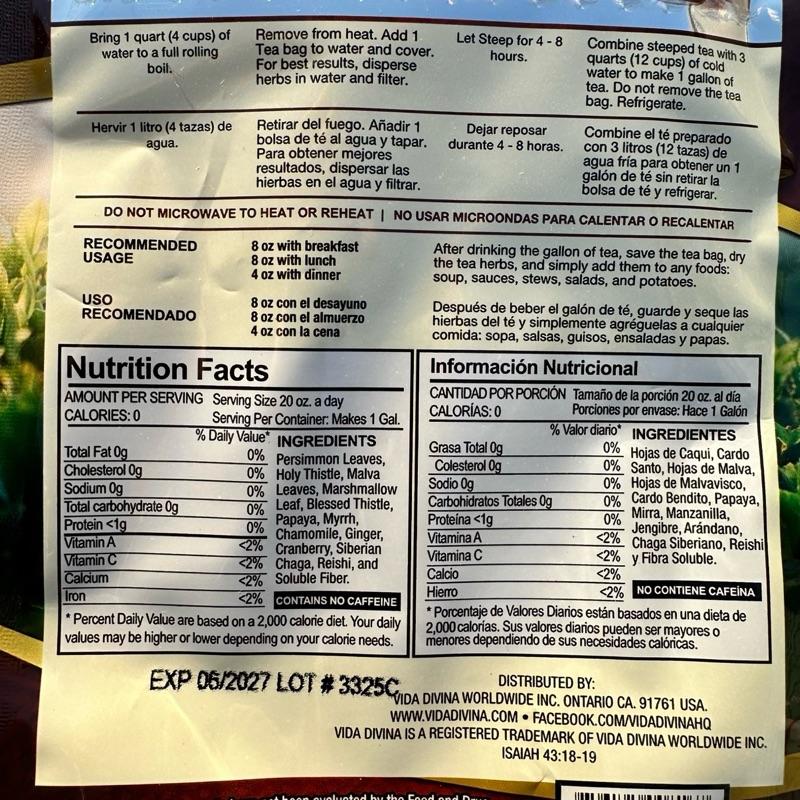 Bring 1 quart (4 cups) of
water to a full rolling
boil.
Remove from heat. Add 1
Tea bag to water and cover.
For best results, disperse
herbs in water and filter.
Let Steep for 4 - 8
hours.
Combine steeped tea with 3
quarts (12 cups) of cold
water to make 1 gallon of
tea. Do not remove the tea
bag. Refrigerate.
Hervir 1 litro (4 tazas) de
agua.
Retirar del fuego. Añadir 1
bolsa de té al agua y tapar.
Para obtener mejores
resultados, dispersar las
hierbas en el agua y filtrar.
Dejar reposar
durante 4 - 8 horas.
Combine el té preparado
con 3 litros (12 tazas) de
agua fría para obtener un 1
galón de té sin retirar la
bolsa de té y refrigerar.
DO NOT MICROWAVE TO HEAT OR REHEAT | NO USAR MICROONDAS PARA CALENTAR O RECALENTAR
RECOMMENDED
USAGE
8 oz with breakfast
8 oz with lunch
4 oz with dinner
After drinking the gallon of tea, save the tea bag, dry
the tea herbs, and simply add them to any foods:
soup, sauces, stews, salads, and potatoes.
USO
RECOMENDADO
8 oz con el desayuno
8 oz con el almuerzo
4 oz con la cena
Después de beber el galón de té, guarde y seque las
hierbas del té y simplemente agréguelas a cualquier
comida: sopa, salsas, guisos, ensaladas y papas.
Nutrition Facts
AMOUNT PER SERVING Serving Size 20 oz. a day
CALORIES: 0 Serving Per Container: Makes 1 Gal.
% Daily Value*
Total Fat 0g 0%
Cholesterol 0g 0%
Sodium 0g 0%
Total carbohydrate 0g 0%
Protein <1g 0%
Vitamin A <2%
Vitamin C <2%
Calcium <2%
Iron <2%
INGREDIENTS
Persimmon Leaves,
Holy Thistle, Malva
Leaves, Marshmallow
Leaf, Blessed Thistle,
Papaya, Myrrh,
Chamomile, Ginger,
Cranberry, Siberian
Chaga, Reishi, and
Soluble Fiber.
CONTAINS NO CAFFEINE
* Percent Daily Value are based on a 2,000 calorie diet. Your daily
values may be higher or lower depending on your calorie needs.
Información Nutricional
CANTIDAD POR PORCIÓN Tamaño de la porción 20 oz. al día
CALORÍAS: 0 Porciones por envase: Hace 1 Galón
% Valor diario*
Grasa Total 0g 0%
Colesterol 0g 0%
Sodio 0g 0%
Carbohidratos Totales 0g 0%
Proteína <1g 0%
Vitamina A <2%
Vitamina C <2%
Calcio <2%
Hierro <2%
INGREDIENTES
Hojas de Caqui, Cardo
Santo, Hojas de Malva,
Hojas de Malvavisco,
Cardo Bendito, Papaya,
Mirra, Manzanilla,
Jengibre, Arándano,
Chaga Siberiano, Reishi
y Fibra Soluble.
NO CONTIENE CAFEÍNA
* Porcentaje de Valores Diarios están basados en una dieta de
2,000 calorías. Sus valores diarios pueden ser mayores o
menores dependiendo de sus necesidades calóricas.
EXP 06/2027 LOT # 3325C
DISTRIBUTED BY:
VIDA DIVINA WORLDWIDE INC. ONTARIO CA. 91761 USA.
WWW.VIDADIVINA.COM • FACEBOOK.COM/VIDADIVINAHQ
VIDA DIVINA IS A REGISTERED TRADEMARK OF VIDA DIVINA WORLDWIDE INC.
ISAIAH 43:18-19
not been evaluated by the Food and